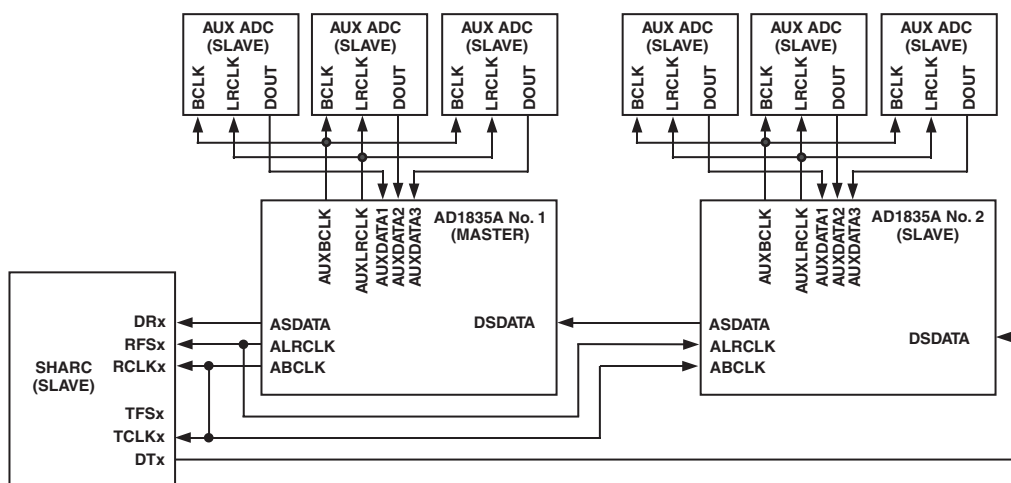 AUX ADC
(SLAVE)
BCLK
LRCLK
DOUT
AUX ADC
(SLAVE)
BCLK
LRCLK
DOUT
AUX ADC
(SLAVE)
BCLK
LRCLK
DOUT
AUX ADC
(SLAVE)
BCLK
LRCLK
DOUT
AUX ADC
(SLAVE)
BCLK
LRCLK
DOUT
AUX ADC
(SLAVE)
BCLK
LRCLK
DOUT
AD1835A No. 1
(MASTER)
AUXBCLK
AUXLRCLK
AUXDATA1
AUXDATA2
AUXDATA3
ASDATA
ALRCLK
ABCLK
DSDATA
AD1835A No. 2
(SLAVE)
AUXBCLK
AUXLRCLK
AUXDATA1
AUXDATA2
AUXDATA3
ASDATA
ALRCLK
ABCLK
DSDATA
SHARC
(SLAVE)
DRx
RFSx
RCLKx
TFSx
TCLKx
DTx